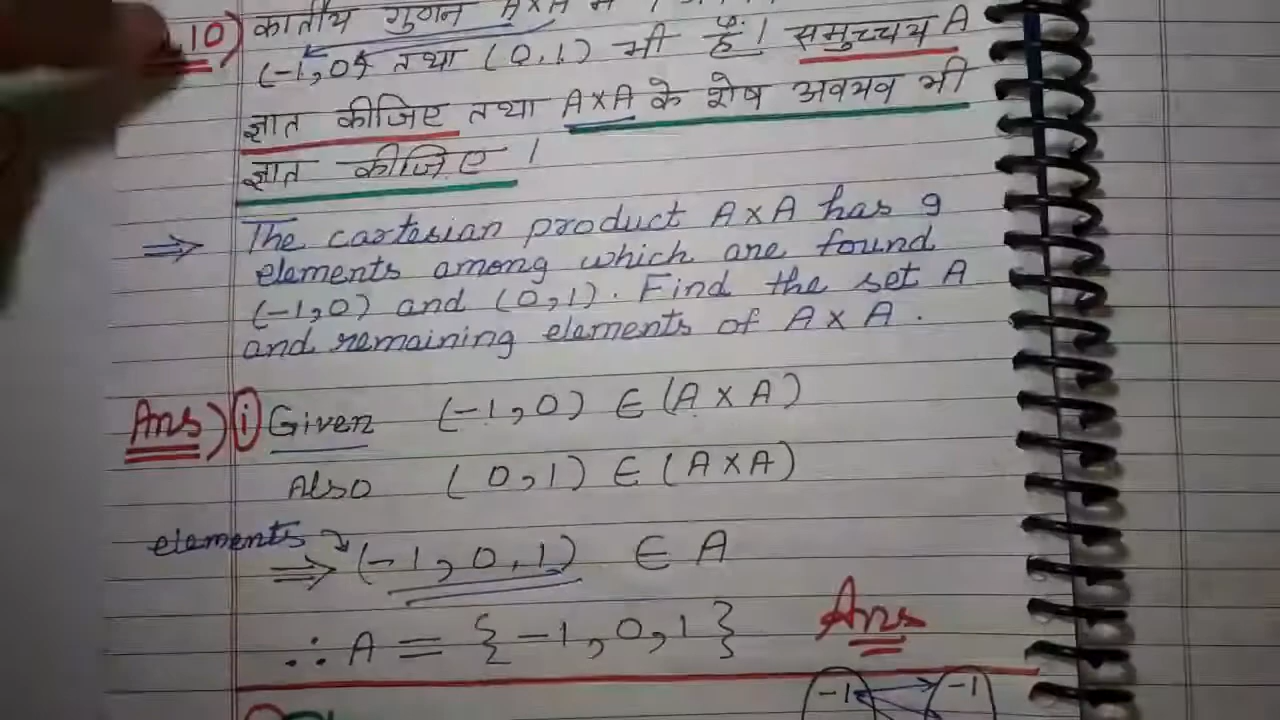 10) कार्तीय गुणन A×A में
(-1,0) तथा (0,1) भी हैं। समुच्चय A
ज्ञात कीजिए तथा A×A के शेष अवयव भी
ज्ञात कीजिए।
⇒ The cartesian product A×A has 9
elements among which are found
(-1,0) and (0,1). Find the set A
and remaining elements of A×A.
Ans) i Given (-1,0) ∈ (A×A)
Also (0,1) ∈ (A×A)
elements
⇒ (-1,0,1) ∈ A
∴ A = {-1,0,1} Ans
-1 -1